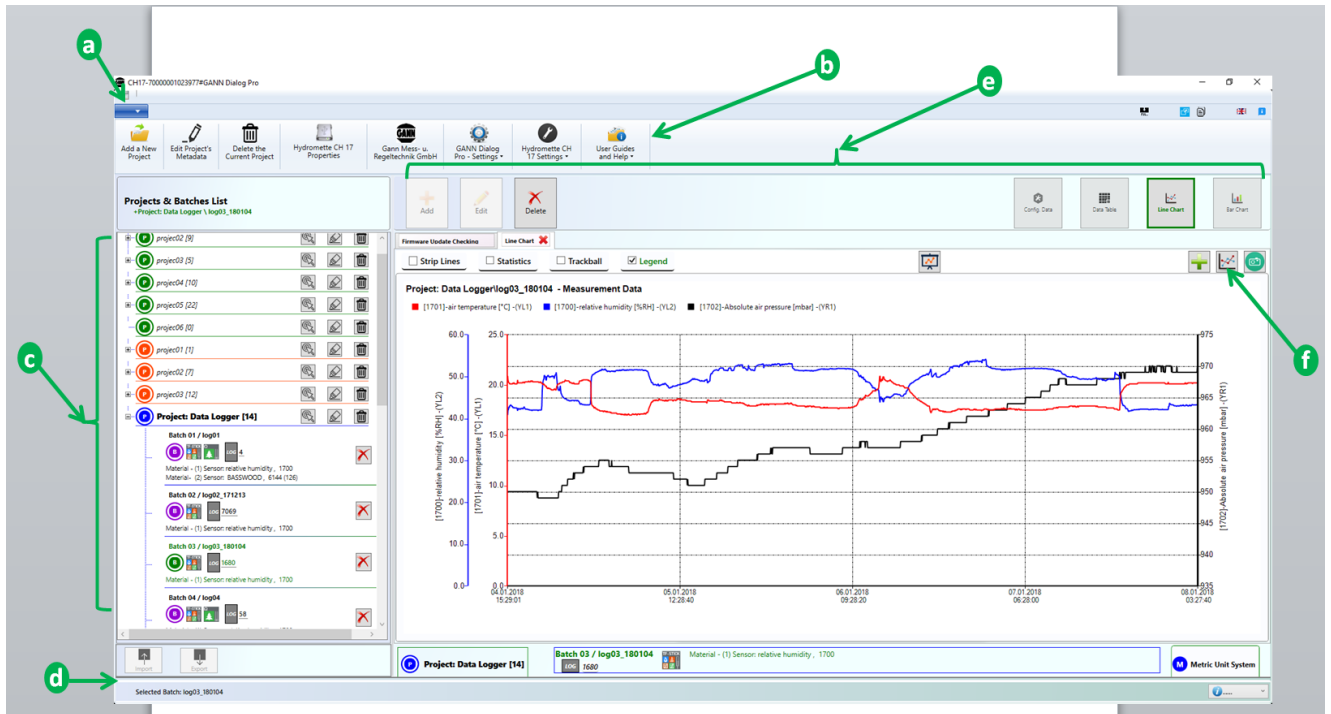 a
b
e
CH17-70000001023977#GANN Dialog Pro
Add a New
Project
Edit Project's
Metadata
Delete the
Current Project
Hydromette CH 17
Properties
GANN
Gann Mess- u.
Regeltechnik GmbH
GANN Dialog
Pro - Settings
Hydromette CH
17 Settings
User Guides
and Help
Projects & Batches List
•Project: Data Logger \ log03_180104
Add
Edit
Delete
Config. Data
Data Table
Line Chart
Bar Chart
c
P projec02 [9]
P projec03 [5]
P projec04 [10]
P projec05 [22]
P projec06 [0]
P projec01 [1]
P projec02 [7]
P projec03 [12]
P Project: Data Logger [14]
Batch 01 / log01
B LOG 4
Material - (1) Sensor: relative humidity , 1700
Material- (2) Sensor: BASSWOOD , 6144 (126)
Batch 02 / log02_171213
B LOG 7069
Material - (1) Sensor: relative humidity , 1700
Batch 03 / log03_180104
B LOG 1680
Material - (1) Sensor: relative humidity , 1700
Batch 04 / log04
B LOG 58
Import
Export
Firmware Update Checking
Line Chart
Strip Lines
Statistics
Trackball
Legend
f
Project: Data Logger\log03_180104 - Measurement Data
[1701]-air temperature [°C] -(YL1)
[1700]-relative humidity [%RH] -(YL2)
[1702]-Absolute air pressure [mbar] -(YR1)
[1700]-relative humidity [%RH] -(YL2)
60.0
50.0
40.0
30.0
20.0
10.0
0.0
[1701]-air temperature [°C]-(YL1)
25.0
20.0
15.0
10.0
5.0
0.0
975
970
965
960
955
950
945
940
935
[1702]-Absolute air pressure [mbar] -(YR1)
04.01.2018
15:29:01
05.01.2018
12:28:40
06.01.2018
09:28:20
07.01.2018
06:28:00
08.01.2018
03:27:40
P Project: Data Logger [14]
Batch 03 / log03_180104
LOG 1680
Material - (1) Sensor: relative humidity , 1700
M Metric Unit System
d
Selected Batch: log03_180104
i .....